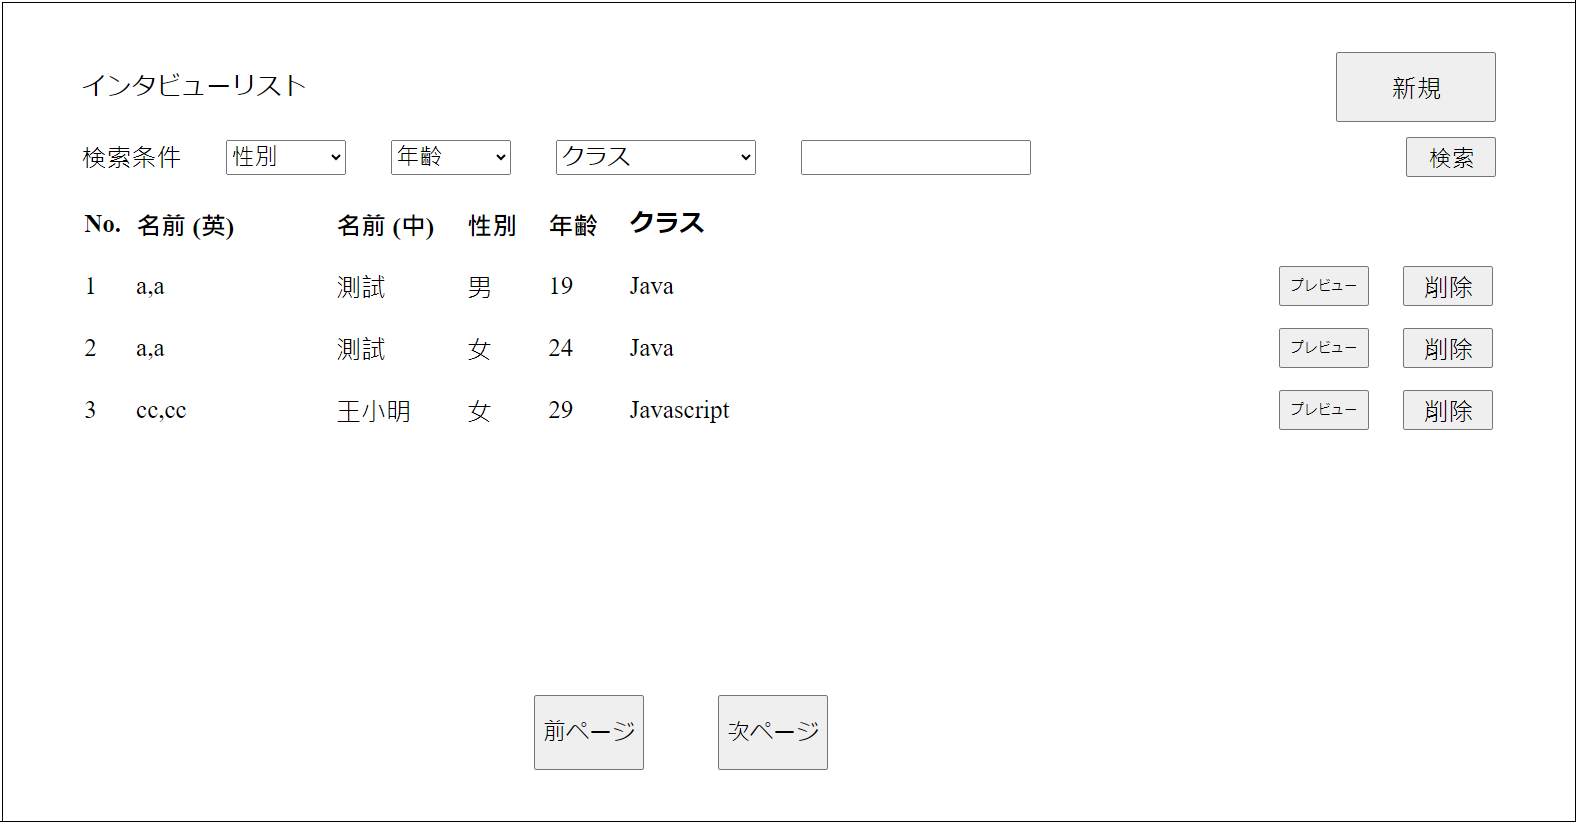 インタビューリスト
新規
検索条件 性別 年齢 クラス 検索
No. 名前 (英) 名前 (中) 性別 年齢 クラス
1 a,a 測試 男 19 Java プレビュー 削除
2 a,a 測試 女 24 Java プレビュー 削除
3 cc,cc 王小明 女 29 Javascript プレビュー 削除
前ページ 次ページ